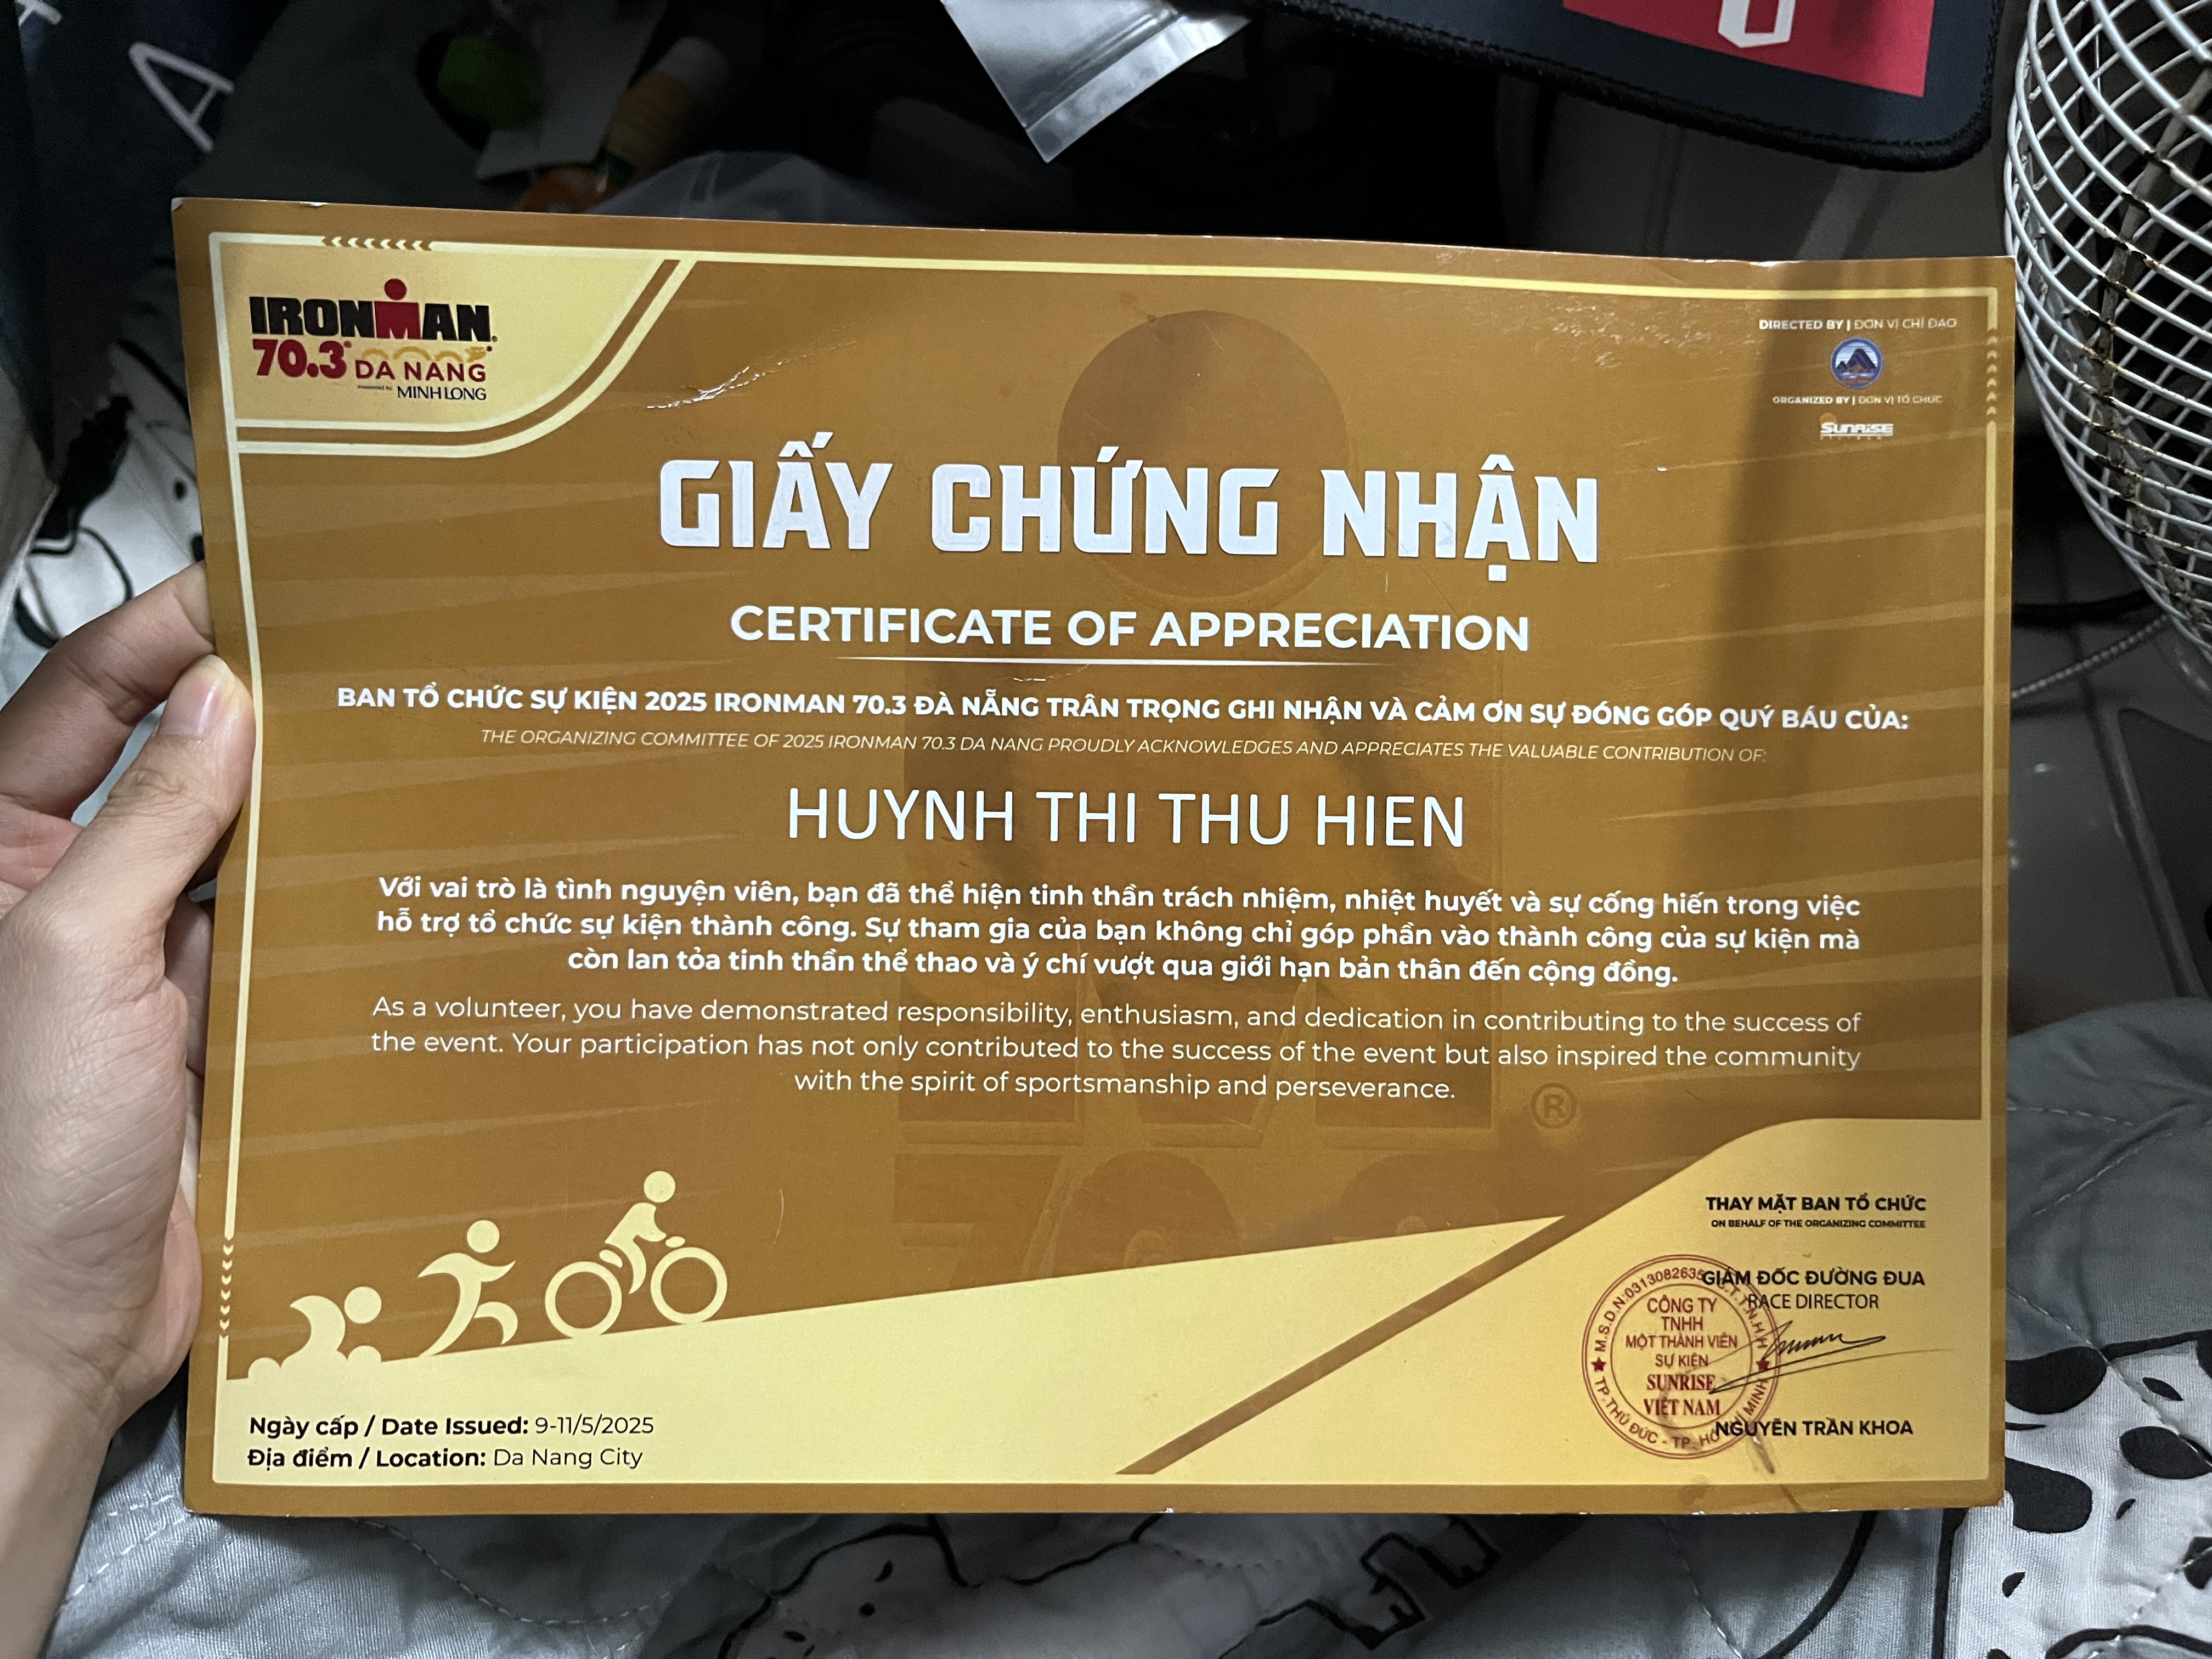 IRONMAN®
70.3® DA NANG
presented by MINH LONG
DIRECTED BY | ĐƠN VỊ CHỈ ĐẠO
ORGANIZED BY | ĐƠN VỊ TỔ CHỨC
SUNRISE
GIẤY CHỨNG NHẬN
CERTIFICATE OF APPRECIATION
BAN TỔ CHỨC SỰ KIỆN 2025 IRONMAN 70.3 ĐÀ NẴNG TRÂN TRỌNG GHI NHẬN VÀ CẢM ƠN SỰ ĐÓNG GÓP QUÝ BÁU CỦA:
THE ORGANIZING COMMITTEE OF 2025 IRONMAN 70.3 DA NANG PROUDLY ACKNOWLEDGES AND APPRECIATES THE VALUABLE CONTRIBUTION OF:
HUYNH THI THU HIEN
Với vai trò là tình nguyện viên, bạn đã thể hiện tinh thần trách nhiệm, nhiệt huyết và sự cống hiến trong việc
hỗ trợ tổ chức sự kiện thành công. Sự tham gia của bạn không chỉ góp phần vào thành công của sự kiện mà
còn lan tỏa tinh thần thể thao và ý chí vượt qua giới hạn bản thân đến cộng đồng.
As a volunteer, you have demonstrated responsibility, enthusiasm, and dedication in contributing to the success of
the event. Your participation has not only contributed to the success of the event but also inspired the community
with the spirit of sportsmanship and perseverance.
®
THAY MẶT BAN TỔ CHỨC
ON BEHALF OF THE ORGANIZING COMMITTEE
GIÁM ĐỐC ĐƯỜNG ĐUA
RACE DIRECTOR
M.S.D.N:0313082635
CÔNG TY
TNHH
MỘT THÀNH VIÊN
SỰ KIỆN
SUNRISE
VIỆT NAM
TP. THỦ ĐỨC - TP. HỒ CHÍ MINH
NGUYỄN TRẦN KHOA
Ngày cấp / Date Issued: 9-11/5/2025
Địa điểm / Location: Da Nang City